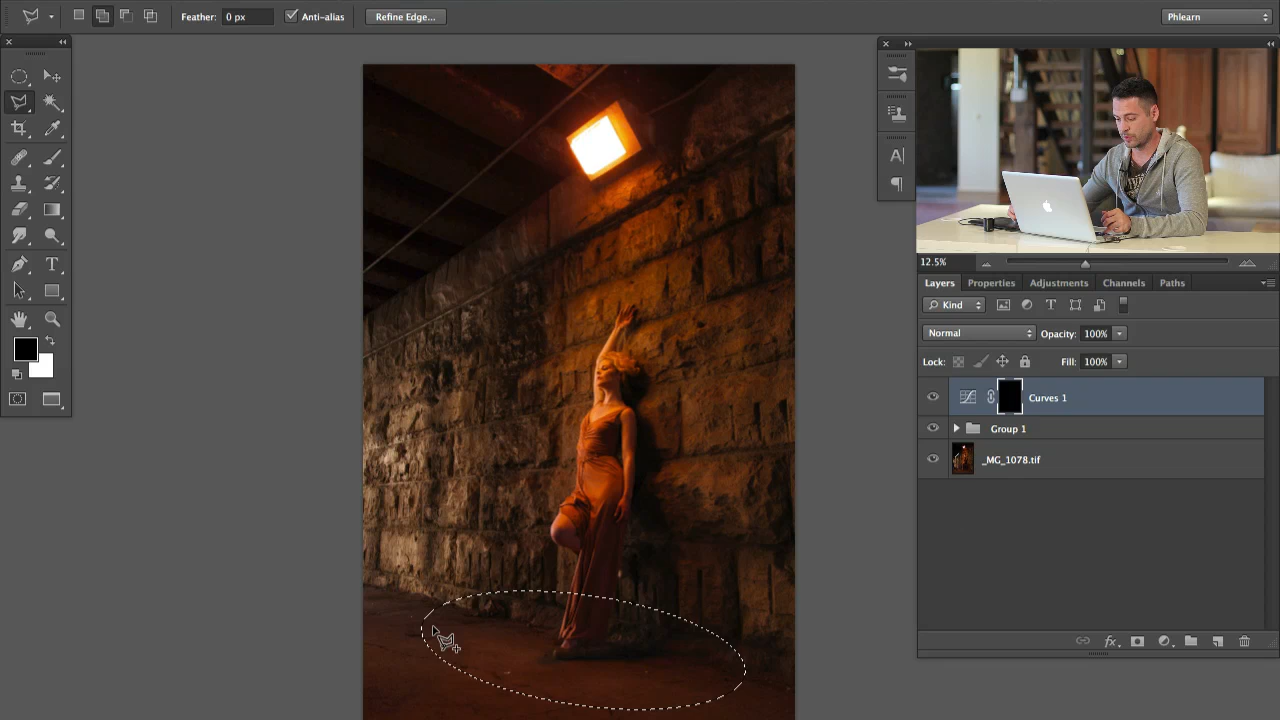 Feather: 0 px Anti-alias Refine Edge... Phlearn
12.5%
Layers Properties Adjustments Channels Paths
Kind
Normal Opacity: 100%
Lock: Fill: 100%
Curves 1
Group 1
_MG_1078.tif